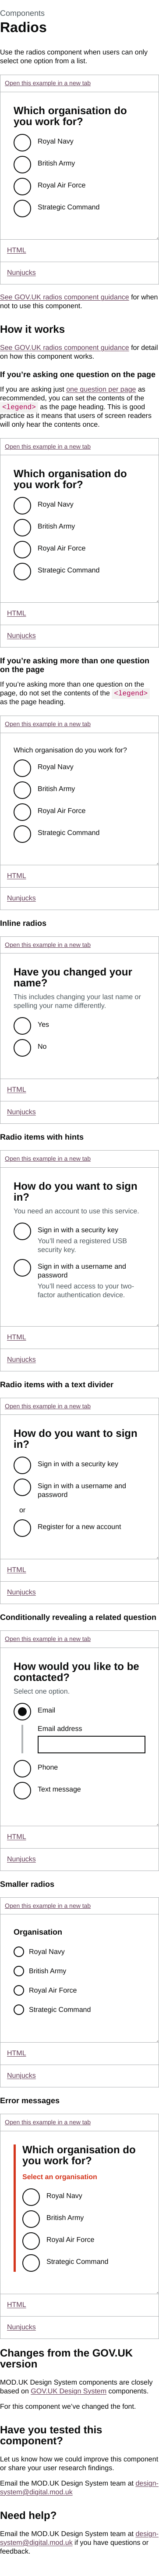 Components
Radios
Use the radios component when users can only
select one option from a list.
Open this example in a new tab
Which organisation do
you work for?
Royal Navy
British Army
Royal Air Force
Strategic Command
HTML
Nunjucks
See GOV.UK radios component guidance for when
not to use this component.
How it works
See GOV.UK radios component guidance for detail
on how this component works.
If you're asking one question on the page
If you are asking just one question per page as
recommended, you can set the contents of the
<legend> as the page heading. This is good
practice as it means that users of screen readers
will only hear the contents once.
Open this example in a new tab
Which organisation do
you work for?
Royal Navy
British Army
Royal Air Force
Strategic Command
HTML
Nunjucks
If you're asking more than one question
on the page
If you're asking more than one question on the
page, do not set the contents of the <legend>
as the page heading.
Open this example in a new tab
Which organisation do you work for?
Royal Navy
British Army
Royal Air Force
Strategic Command
HTML
Nunjucks
Inline radios
Open this example in a new tab
Have you changed your
name?
This includes changing your last name or
spelling your name differently.
Yes
No
HTML
Nunjucks
Radio items with hints
Open this example in a new tab
How do you want to sign
in?
You need an account to use this service.
Sign in with a security key
You'll need a registered USB
security key.
Sign in with a username and
password
You'll need access to your two-
factor authentication device.
HTML
Nunjucks
Radio items with a text divider
Open this example in a new tab
How do you want to sign
in?
Sign in with a security key
Sign in with a username and
password
or
Register for a new account
HTML
Nunjucks
Conditionally revealing a related question
Open this example in a new tab
How would you like to be
contacted?
Select one option.
Email
Email address
Phone
Text message
HTML
Nunjucks
Smaller radios
Open this example in a new tab
Organisation
Royal Navy
British Army
Royal Air Force
Strategic Command
HTML
Nunjucks
Error messages
Open this example in a new tab
Which organisation do
you work for?
Select an organisation
Royal Navy
British Army
Royal Air Force
Strategic Command
HTML
Nunjucks
Changes from the GOV.UK
version
MOD.UK Design System components are closely
based on GOV.UK Design System components.
For this component we've changed the font.
Have you tested this
component?
Let us know how we could improve this component
or share your user research findings.
Email the MOD.UK Design System team at design-
system@digital.mod.uk
Need help?
Email the MOD.UK Design System team at design-
system@digital.mod.uk if you have questions or
feedback.